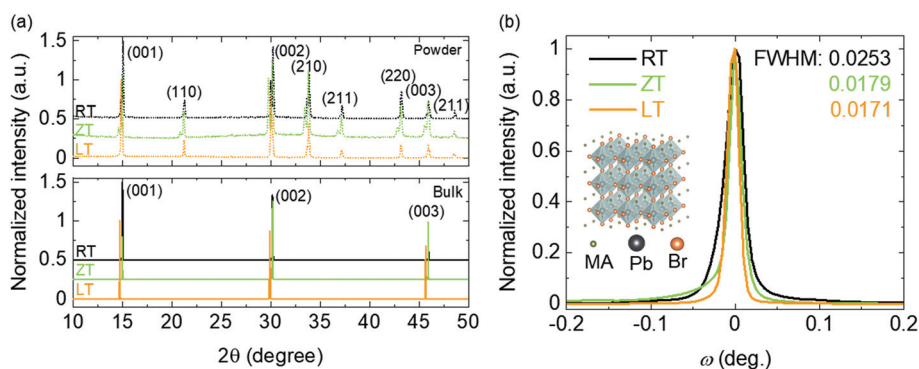 (a)
Normalized intensity (a.u.)
1.5
1
0.5
0
(001)
(110)
(002)
(210)
(211)
(220)
(003)
(211)
Powder
RT
ZT
LT
1.5
1
0.5
0
(001)
(002)
(003)
Bulk
RT
ZT
LT
10 15 20 25 30 35 40 45 50
2θ (degree)
(b)
Normalized intensity (a.u.)
1
0.8
0.6
0.4
0.2
0
RT FWHM: 0.0253
ZT 0.0179
LT 0.0171
MA Pb Br
-0.2 -0.1 0 0.1 0.2
ω (deg.)